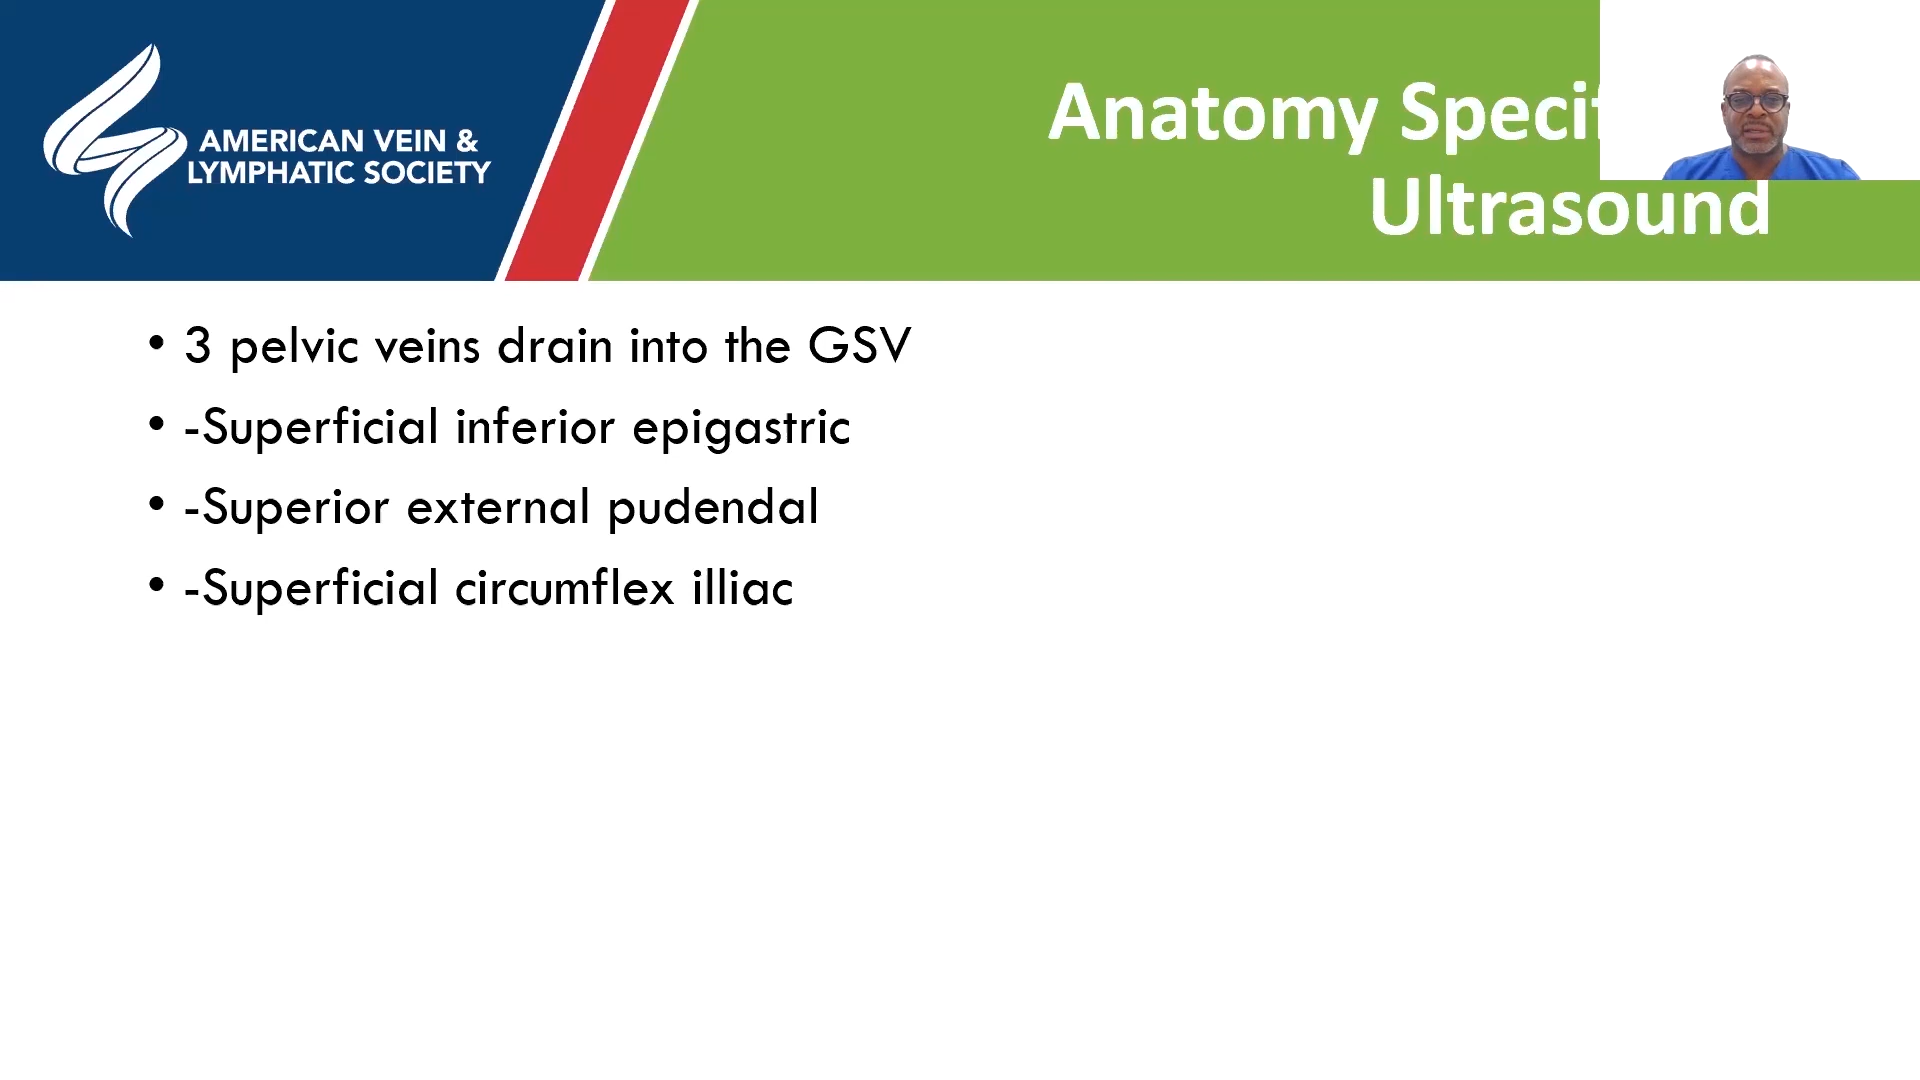 AMERICAN VEIN &
LYMPHATIC SOCIETY
Anatomy
Ultrasound
• 3 pelvic veins drain into the GSV
• -Superficial inferior epigastric
• -Superior external pudendal
• -Superficial circumflex illiac